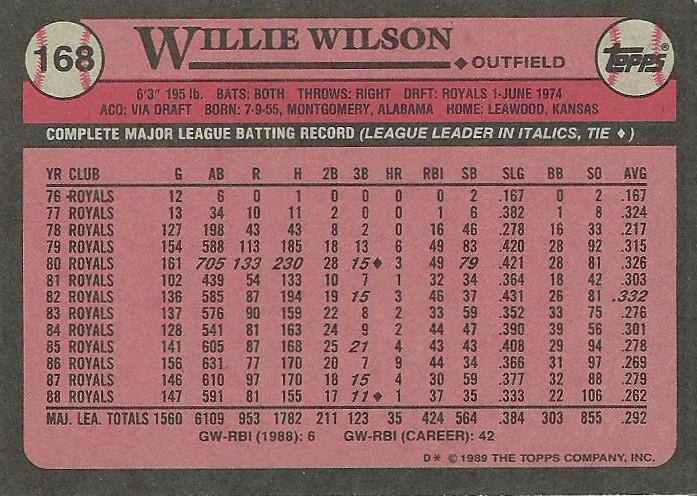 168 WILLIE WILSON
◆ OUTFIELD
TOPPS®
6'3" 195 lb. BATS: BOTH THROWS: RIGHT DRFT: ROYALS 1-JUNE 1974
ACQ: VIA DRAFT BORN: 7-9-55, MONTGOMERY, ALABAMA HOME: LEAWOOD, KANSAS
COMPLETE MAJOR LEAGUE BATTING RECORD (LEAGUE LEADER IN ITALICS, TIE ♦)
YR CLUB G AB R H 2B 3B HR RBI SB SLG BB SO AVG
76 ROYALS 12 6 0 1 0 0 0 0 2 .167 0 2 .167
77 ROYALS 13 34 10 11 2 0 0 1 6 .382 1 8 .324
78 ROYALS 127 198 43 43 8 2 0 16 46 .278 16 33 .217
79 ROYALS 154 588 113 185 18 13 6 49 83 .420 28 92 .315
80 ROYALS 161 705 133 230 28 15♦ 3 49 79 .421 28 81 .326
81 ROYALS 102 439 54 133 10 7 1 32 34 .364 18 42 .303
82 ROYALS 136 585 87 194 19 15 3 46 37 .431 26 81 .332
83 ROYALS 137 576 90 159 22 8 2 33 59 .352 33 75 .276
84 ROYALS 128 541 81 163 24 9 2 44 47 .390 39 56 .301
85 ROYALS 141 605 87 168 25 21 4 43 43 .408 29 94 .278
86 ROYALS 156 631 77 170 20 7 9 44 34 .366 31 97 .269
87 ROYALS 146 610 97 170 18 15 4 30 59 .377 32 88 .279
88 ROYALS 147 591 81 155 17 11♦ 1 37 35 .333 22 106 .262
MAJ. LEA. TOTALS 1560 6109 953 1782 211 123 35 424 564 .384 303 855 .292
GW-RBI (1988): 6 GW-RBI (CAREER): 42
D* © 1989 THE TOPPS COMPANY, INC.